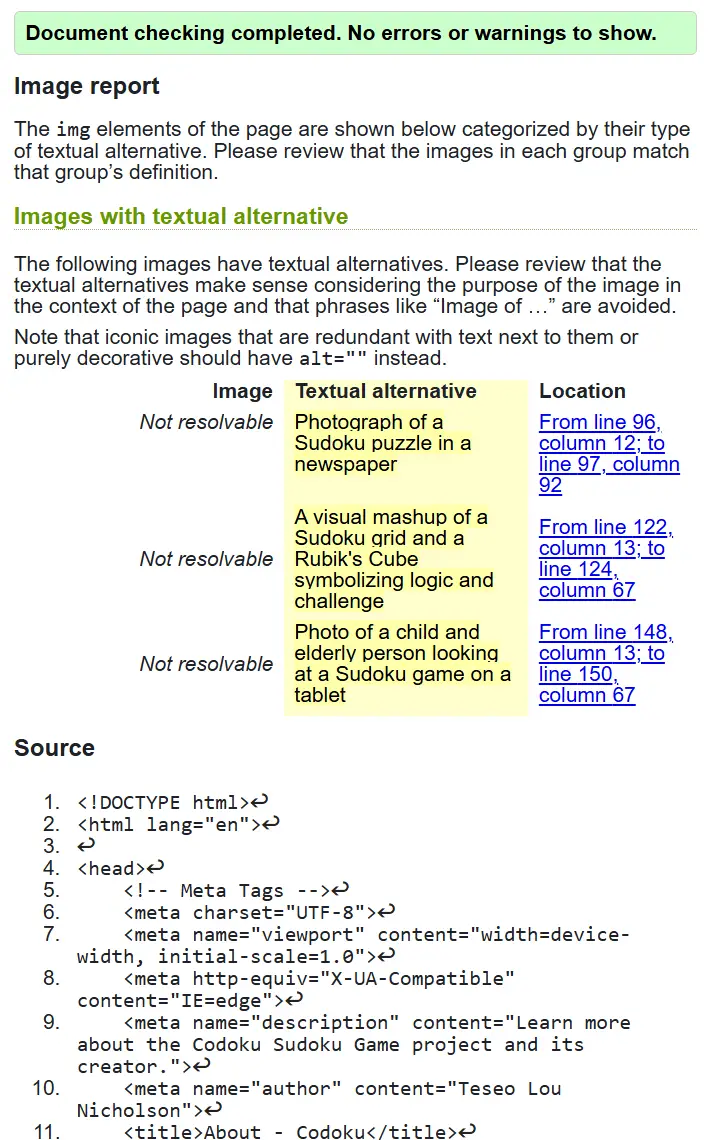 Document checking completed. No errors or warnings to show.
Image report
The img elements of the page are shown below categorized by their type
of textual alternative. Please review that the images in each group match
that group’s definition.
Images with textual alternative
The following images have textual alternatives. Please review that the
textual alternatives make sense considering the purpose of the image in
the context of the page and that phrases like “Image of …” are avoided.
Note that iconic images that are redundant with text next to them or
purely decorative should have alt="" instead.
Image Textual alternative Location
Not resolvable Photograph of a From line 96,
Sudoku puzzle in a column 12; to
newspaper line 97, column
92
A visual mashup of a From line 122,
Sudoku grid and a column 13; to
Not resolvable Rubik's Cube line 124,
symbolizing logic and column 67
challenge
Photo of a child and From line 148,
elderly person looking column 13; to
Not resolvable at a Sudoku game on a line 150,
tablet column 67
Source
1. <!DOCTYPE html>↩
2. <html lang="en">↩
3. ↩
4. <head>↩
5. <!-- Meta Tags -->↩
6. <meta charset="UTF-8">↩
7. <meta name="viewport" content="width=device-
width, initial-scale=1.0">↩
8. <meta http-equiv="X-UA-Compatible"
content="IE=edge">↩
9. <meta name="description" content="Learn more
about the Codoku Sudoku Game project and its
creator.">↩
10. <meta name="author" content="Teseo Lou
Nicholson">↩
11. <title>About - Codoku</title>↩